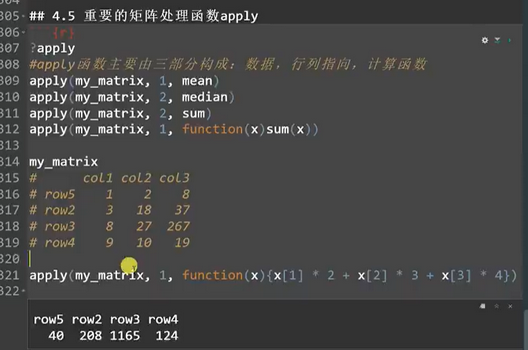 305 ## 4.5 重要的矩阵处理函数apply
306 {r}
307 ?apply
308 #apply函数主要由三部分构成：数据，行列指向，计算函数
309 apply(my_matrix, 1, mean)
310 apply(my_matrix, 2, median)
311 apply(my_matrix, 2, sum)
312 apply(my_matrix, 1, function(x)sum(x))
313
314 my_matrix
315 # col1 col2 col3
316 # row5 1 2 8
317 # row2 3 18 37
318 # row3 8 27 267
319 # row4 9 10 19
320
321 apply(my_matrix, 1, function(x){x[1] * 2 + x[2] * 3 + x[3] * 4})
322
row5 row2 row3 row4
40 208 1165 124